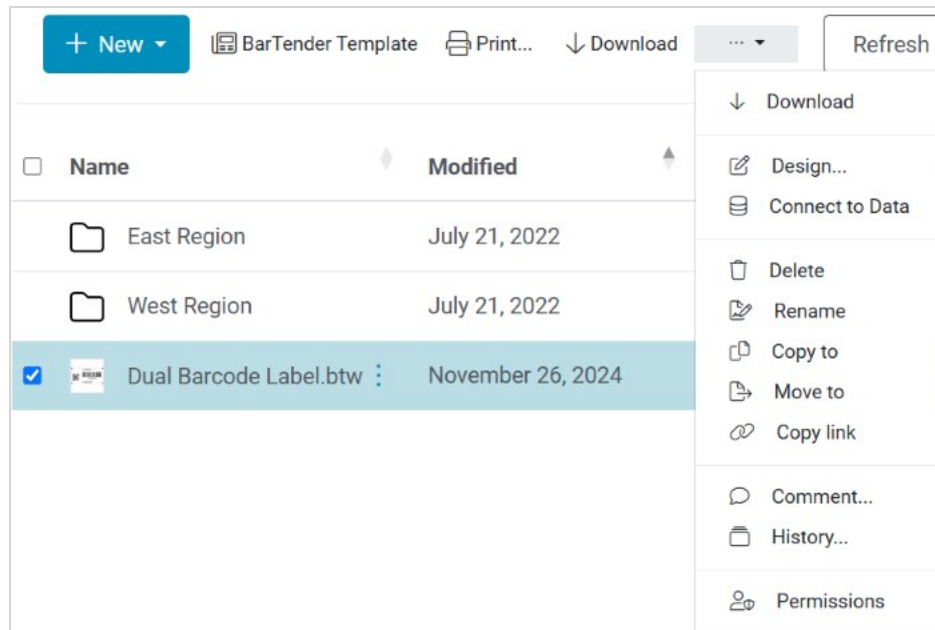 + New
BarTender Template
Print...
Download
...
Refresh
Download
Name
Modified
Design...
Connect to Data
East Region
July 21, 2022
Delete
Rename
West Region
July 21, 2022
Copy to
Move to
Dual Barcode Label.btw
November 26, 2024
Copy link
Comment...
History...
Permissions